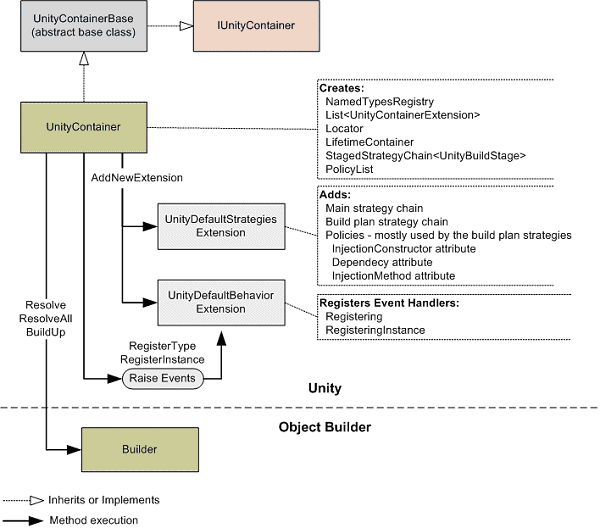 UnityContainerBase
(abstract base class)
IUnityContainer
UnityContainer
Creates:
NamedTypesRegistry
List<UnityContainerExtension>
Locator
LifetimeContainer
StagedStrategyChain<UnityBuildStage>
PolicyList
AddNewExtension
UnityDefaultStrategies
Extension
Adds:
Main strategy chain
Build plan strategy chain
Policies - mostly used by the build plan strategies
InjectionConstructor attribute
Dependecy attribute
InjectionMethod attribute
UnityDefaultBehavior
Extension
Registers Event Handlers:
Registering
RegisteringInstance
Resolve
ResolveAll
BuildUp
RegisterType
RegisterInstance
Raise Events
Unity
Object Builder
Builder
Inherits or Implements
Method execution